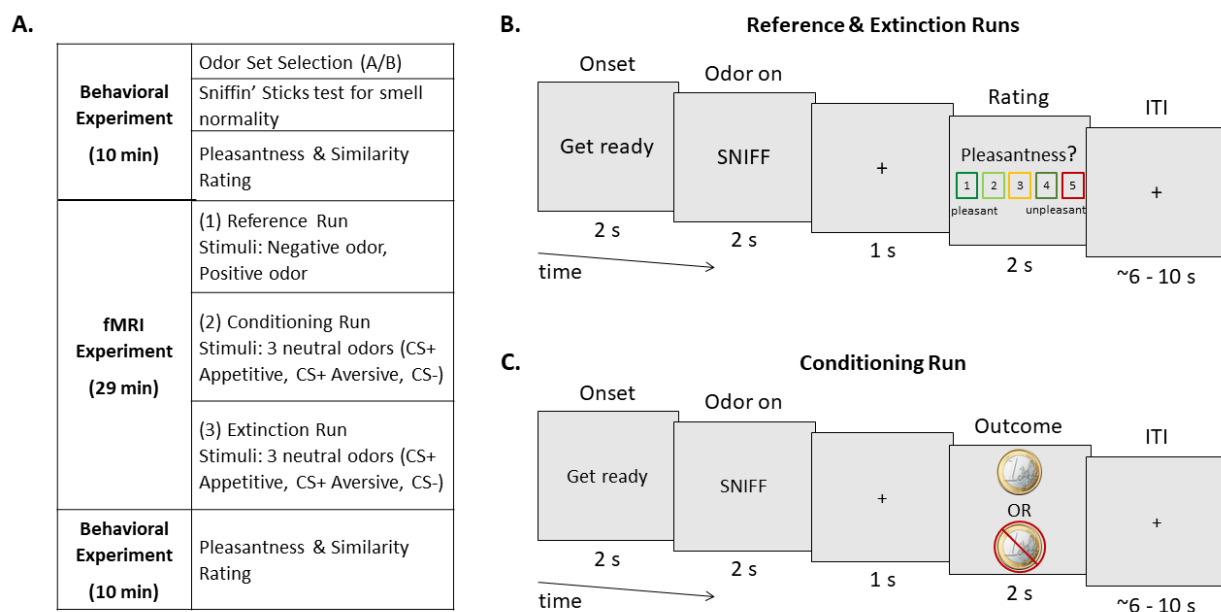 A.
Behavioral
Experiment
(10 min)
Odor Set Selection (A/B)
Sniffin' Sticks test for smell
normality
Pleasantness & Similarity
Rating
fMRI
Experiment
(29 min)
(1) Reference Run
Stimuli: Negative odor,
Positive odor
(2) Conditioning Run
Stimuli: 3 neutral odors (CS+
Appetitive, CS+ Aversive, CS-)
(3) Extinction Run
Stimuli: 3 neutral odors (CS+
Appetitive, CS+ Aversive, CS-)
Behavioral
Experiment
(10 min)
Pleasantness & Similarity
Rating
B.
Reference & Extinction Runs
Onset
Get ready
2 s
Odor on
SNIFF
2 s
+
1 s
Rating
Pleasantness?
1 2 3 4 5
pleasant unpleasant
2 s
ITI
+
~6 - 10 s
time
C.
Conditioning Run
Onset
Get ready
2 s
Odor on
SNIFF
2 s
+
1 s
Outcome
1
OR
1
2 s
ITI
+
~6 - 10 s
time